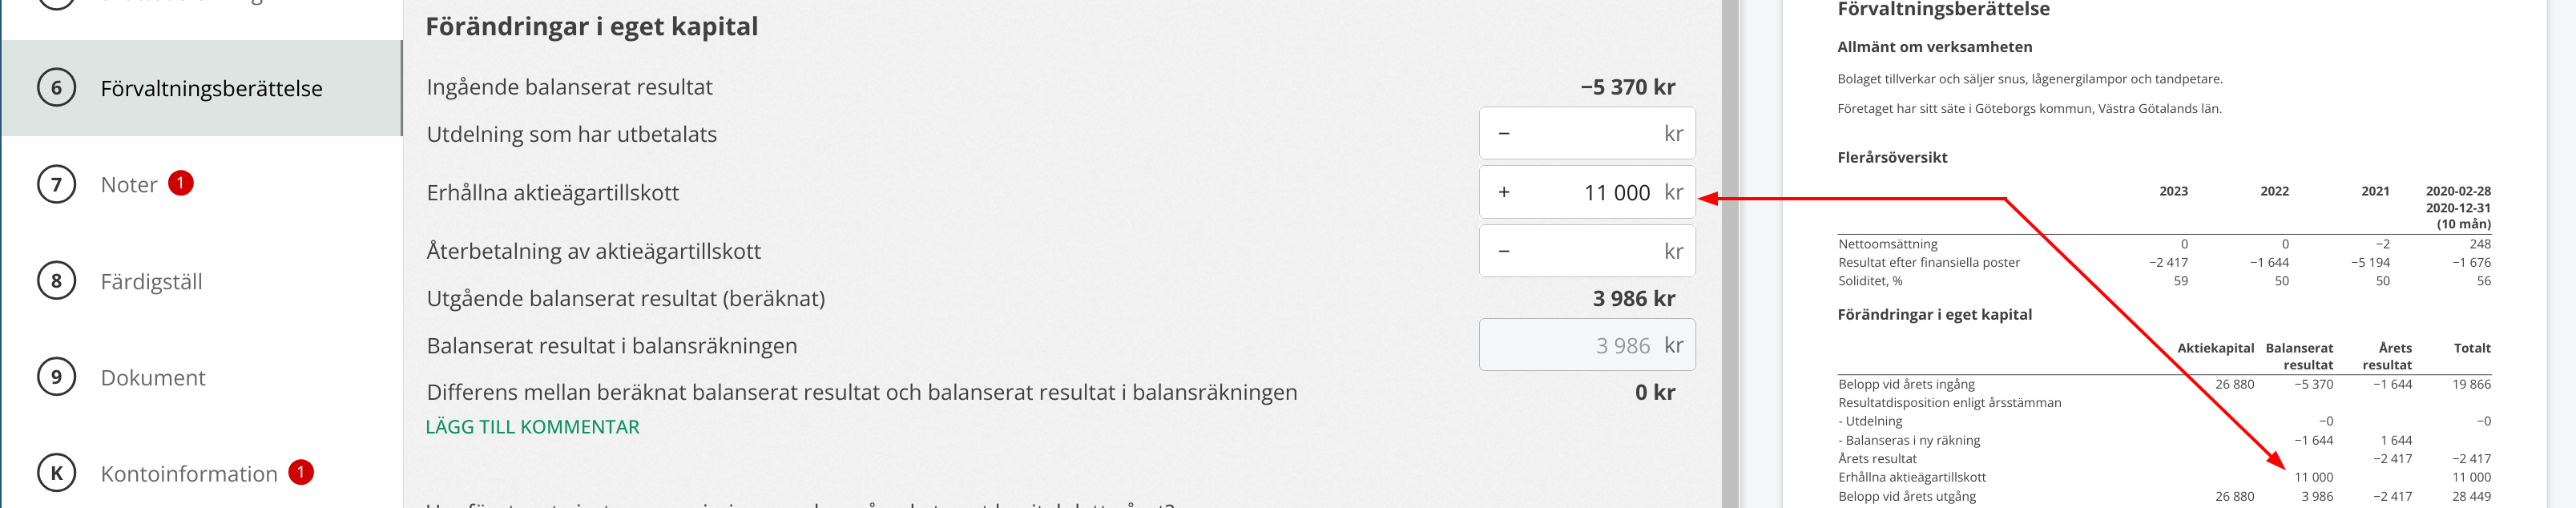 6 Förvaltningsberättelse
7 Noter 1
8 Färdigställ
9 Dokument
K Kontoinformation 1
Förändringar i eget kapital
Ingående balanserat resultat −5 370 kr
Utdelning som har utbetalats − kr
Erhållna aktieägartillskott + 11 000 kr
Återbetalning av aktieägartillskott − kr
Utgående balanserat resultat (beräknat) 3 986 kr
Balanserat resultat i balansräkningen 3 986 kr
Differens mellan beräknat balanserat resultat och balanserat resultat i balansräkningen 0 kr
LÄGG TILL KOMMENTAR
Förvaltningsberättelse
Allmänt om verksamheten
Bolaget tillverkar och säljer snus, lågenergilampor och tandpetare.
Företaget har sitt säte i Göteborgs kommun, Västra Götalands län.
Flerårsöversikt
2023 2022 2021 2020-02-28
2020-12-31
(10 mån)
Nettoomsättning 0 0 −2 248
Resultat efter finansiella poster −2 417 −1 644 −5 194 −1 676
Soliditet, % 59 50 50 56
Förändringar i eget kapital
Aktiekapital Balanserat Årets Totalt
resultat resultat
Belopp vid årets ingång 26 880 −5 370 −1 644 19 866
Resultatdisposition enligt årsstämman
- Utdelning −0 −0
- Balanseras i ny räkning −1 644 1 644
Årets resultat −2 417 −2 417
Erhållna aktieägartillskott 11 000 11 000
Belopp vid årets utgång 26 880 3 986 −2 417 28 449